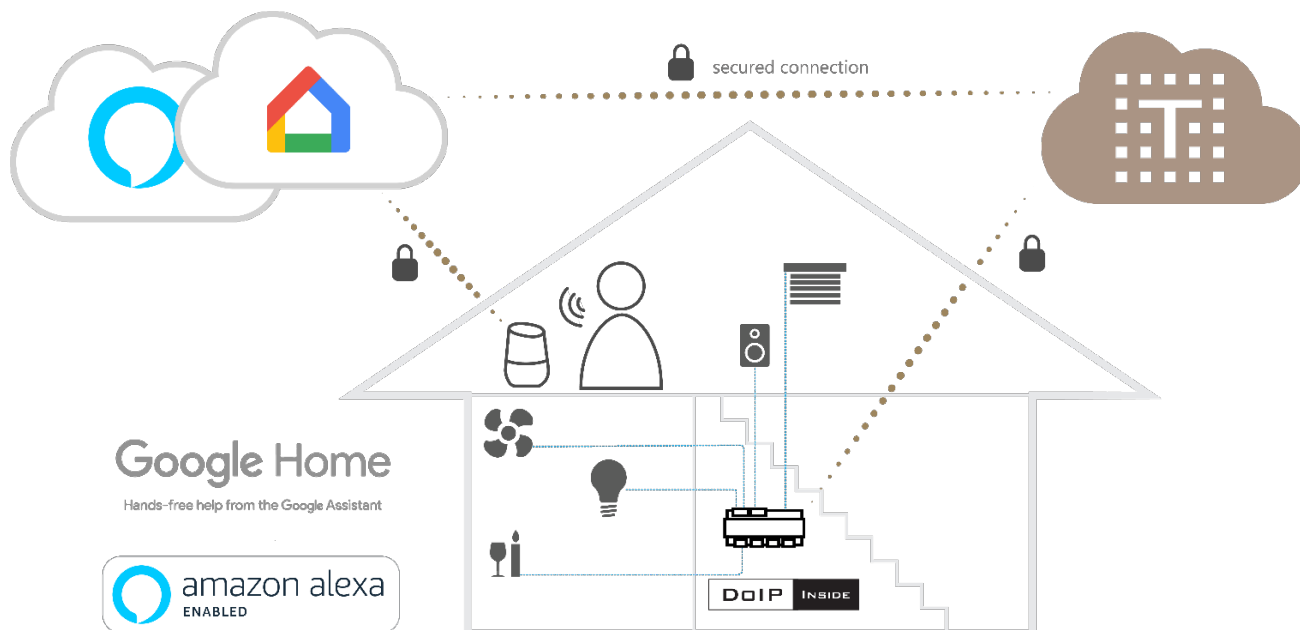 secured connection
T
Google Home
Hands-free help from the Google Assistant
amazon alexa
ENABLED
DoIP INSIDE